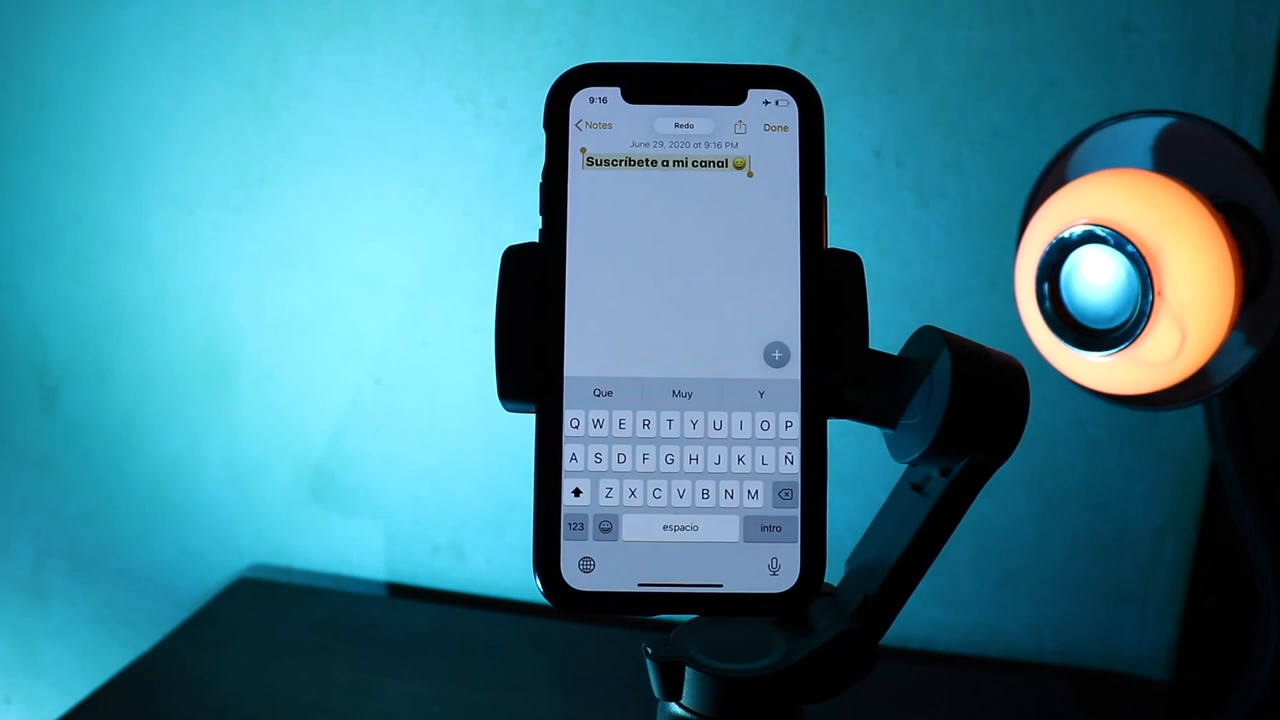 9:16
Notes Redo Done
June 29, 2020 at 9:16 PM
Suscríbete a mi canal 😀
Que Muy Y
Q W E R T Y U I O P
A S D F G H J K L Ñ
Z X C V B N M
123 espacio intro